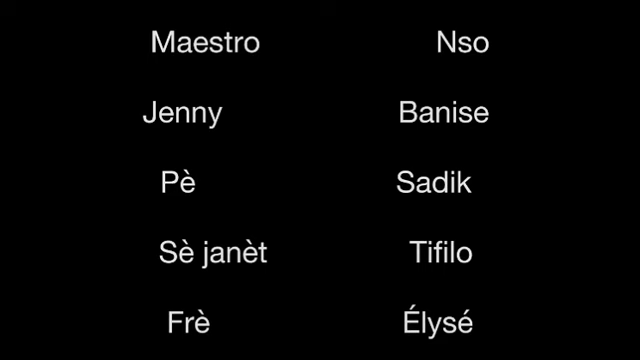 Maestro Nso
Jenny Banise
Pè Sadik
Sè janèt Tifilo
Frè Élysé